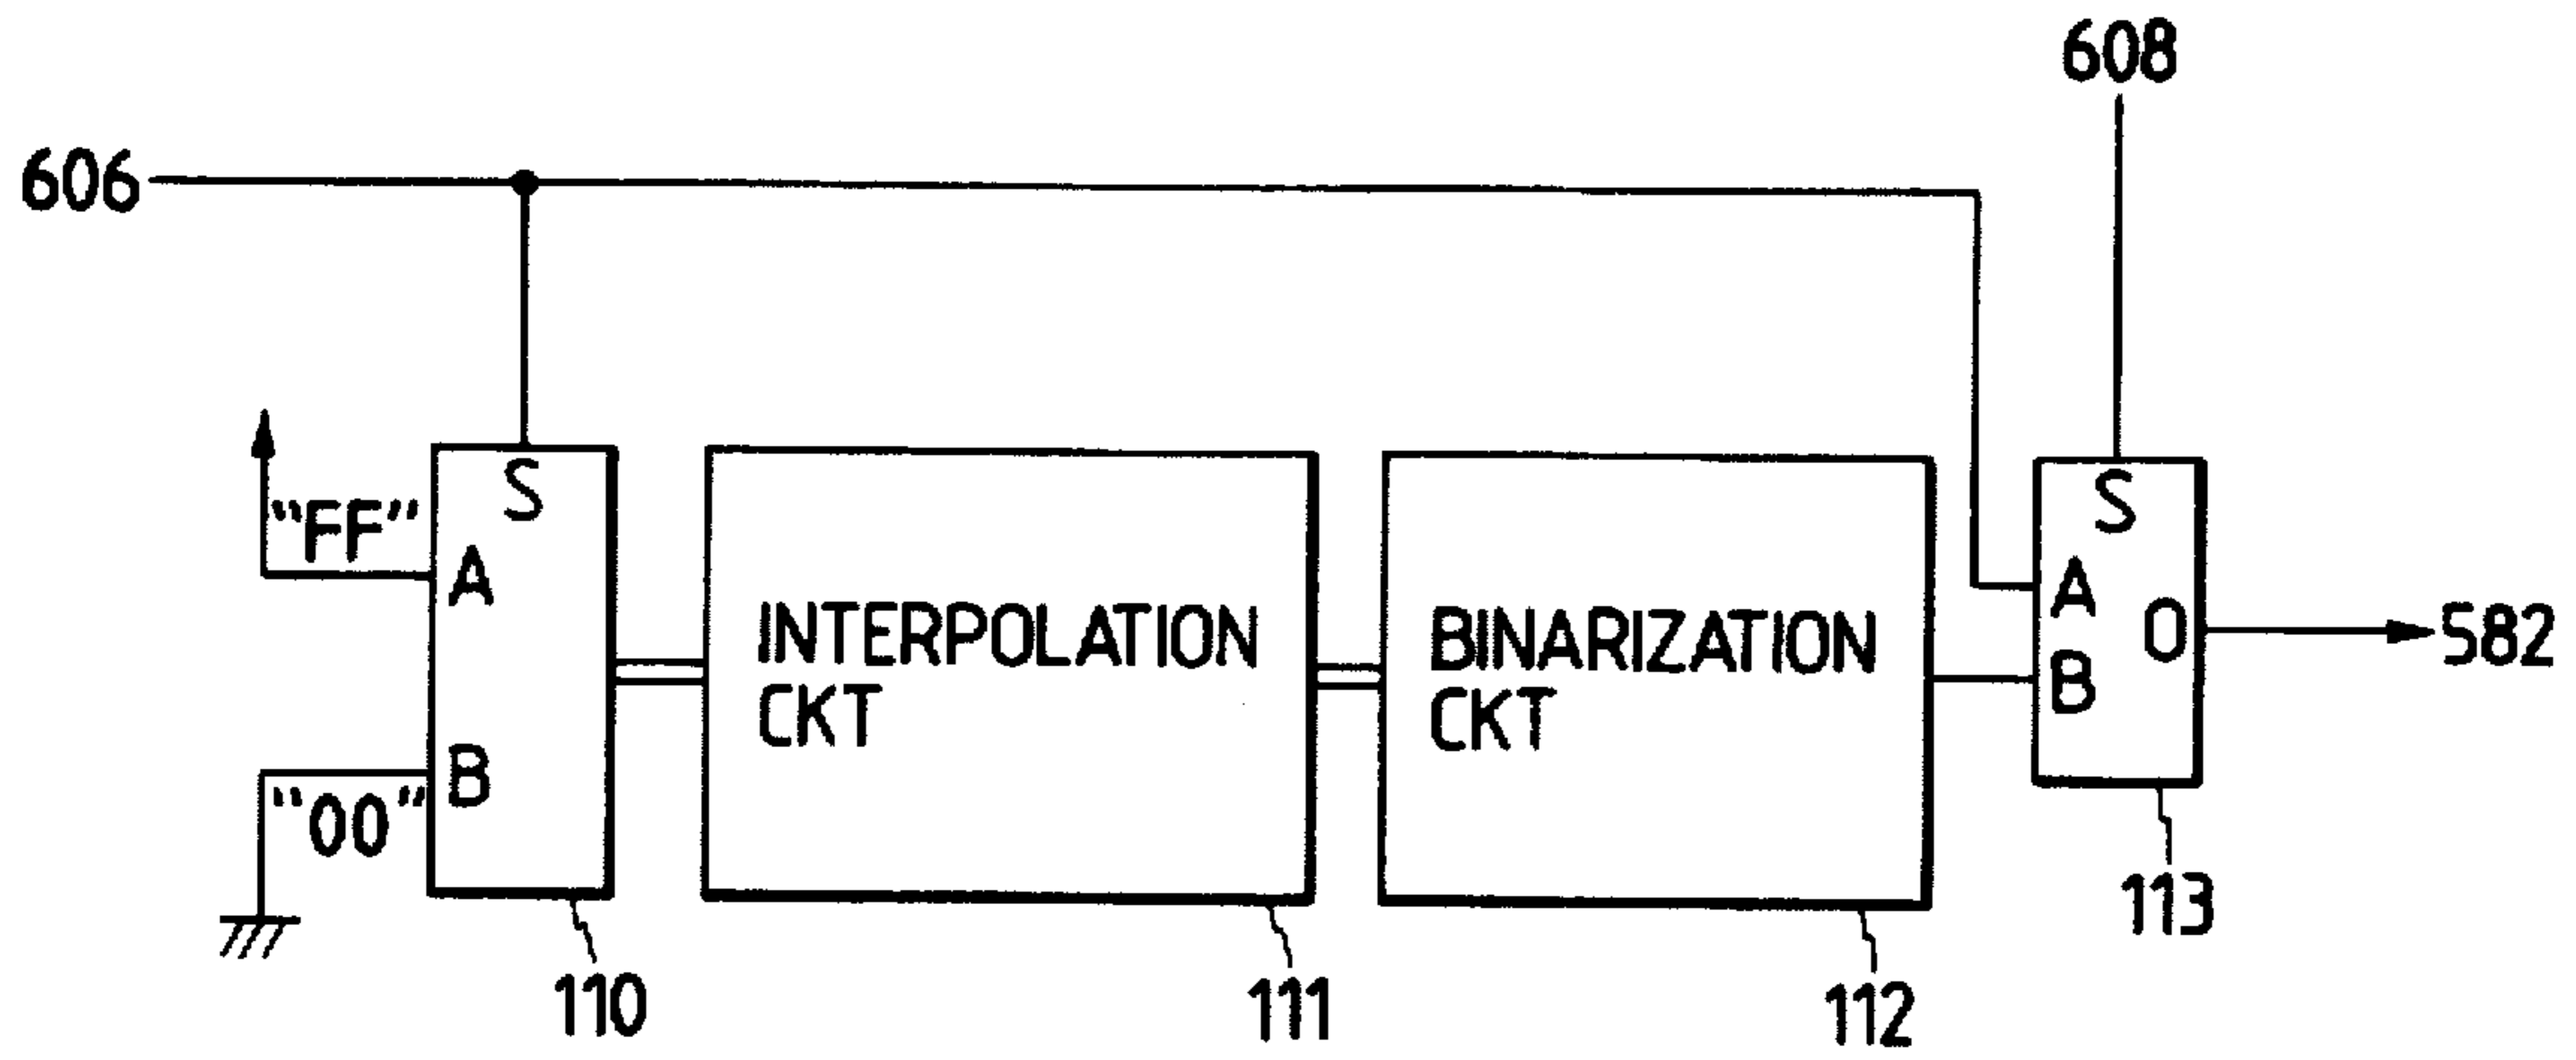 608
606
S
"FF"
A
B
"00"
INTERPOLATION
CKT
BINARIZATION
CKT
S
A
B
O
582
110
111
112
113